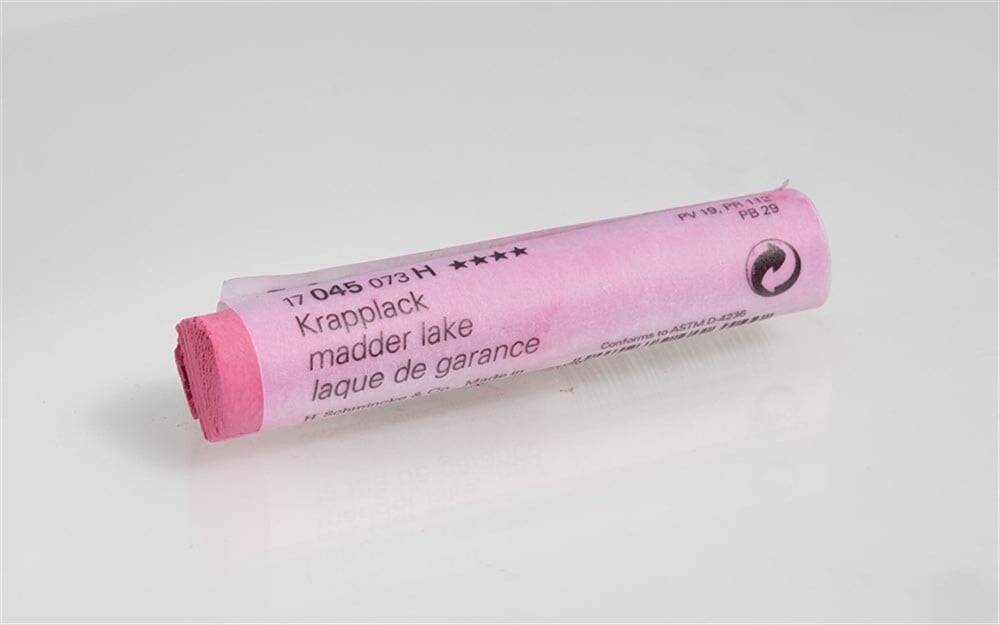 PV 19, PR 112
PB 29
17 045 073 H ★★★★
Krapplack
madder lake
laque de garance
Conforms to ASTM D-4236
H. Schmincke & Co. Made in